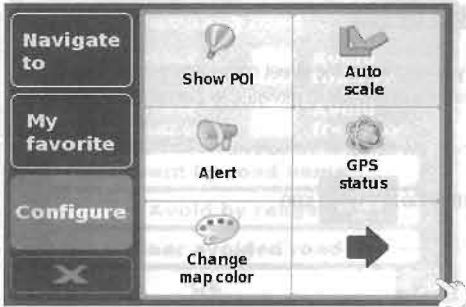 Navigate
to
My
favorite
Configure
Show POI
Auto
scale
Alert
GPS
status
Change
map color